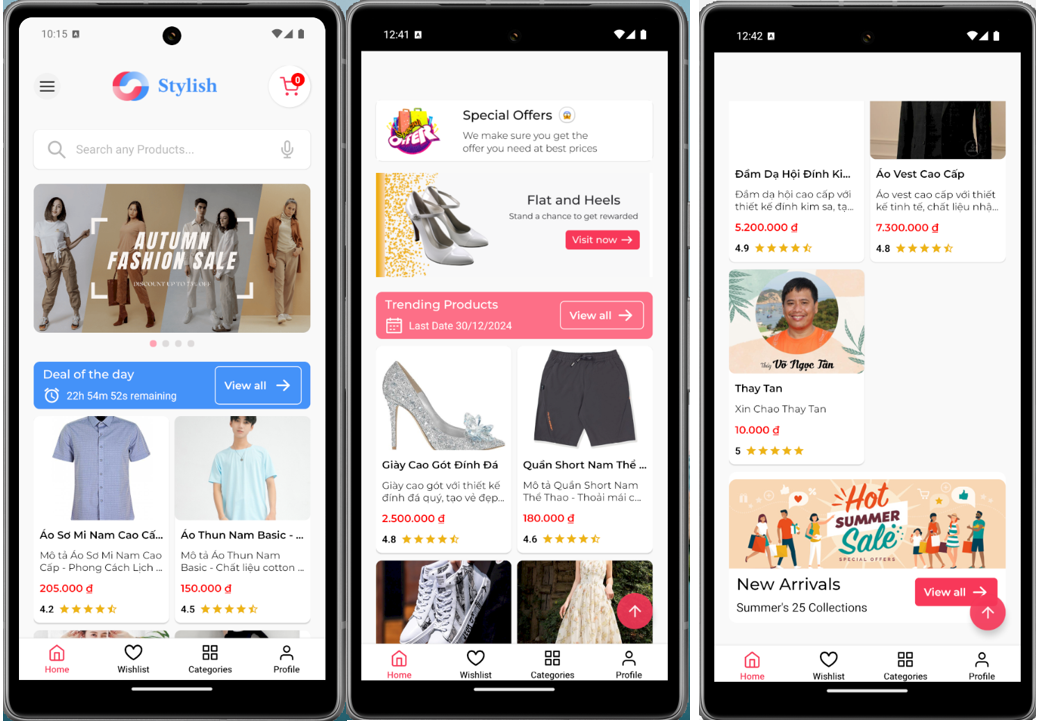 10:15
Stylish
0
Search any Products...
AUTUMN
FASHION SALE
Deal of the day
22h 54m 52s remaining
View all
Áo Sơ Mi Nam Cao Cấ...
Mô tả Áo Sơ Mi Nam Cao
Cấp - Phong Cách Lịch ...
205.000 ₫
4.2
Áo Thun Nam Basic - ...
Mô tả Áo Thun Nam
Basic - Chất liệu cotton ...
150.000 ₫
4.5
Home
Wishlist
Categories
Profile
12:41
OFFER
Special Offers
We make sure you get the
offer you need at best prices
Flat and Heels
Stand a chance to get rewarded
Visit now
Trending Products
Last Date 30/12/2024
View all
Giày Cao Gót Đính Đá
Giày cao gót với thiết kế
đính đá quý, tạo vẻ đẹp...
2.500.000 ₫
4.8
Quần Short Nam Thể ...
Mô tả Quần Short Nam
Thể Thao - Thoải mái c...
180.000 ₫
4.6
Home
Wishlist
Categories
Profile
12:42
Đầm Dạ Hội Đính Ki...
Đầm dạ hội cao cấp với
thiết kế đính kim sa, tạ...
5.200.000 ₫
4.9
Áo Vest Cao Cấp
Áo vest cao cấp với thiết
kế tinh tế, chất liệu nhậ...
7.300.000 ₫
4.8
Thầy Võ Ngọc Tân
Thay Tan
Xin Chao Thay Tan
10.000 ₫
5
Hot
SUMMER
Sale
SPECIAL OFFERS
New Arrivals
Summer's 25 Collections
View all
Home
Wishlist
Categories
Profile